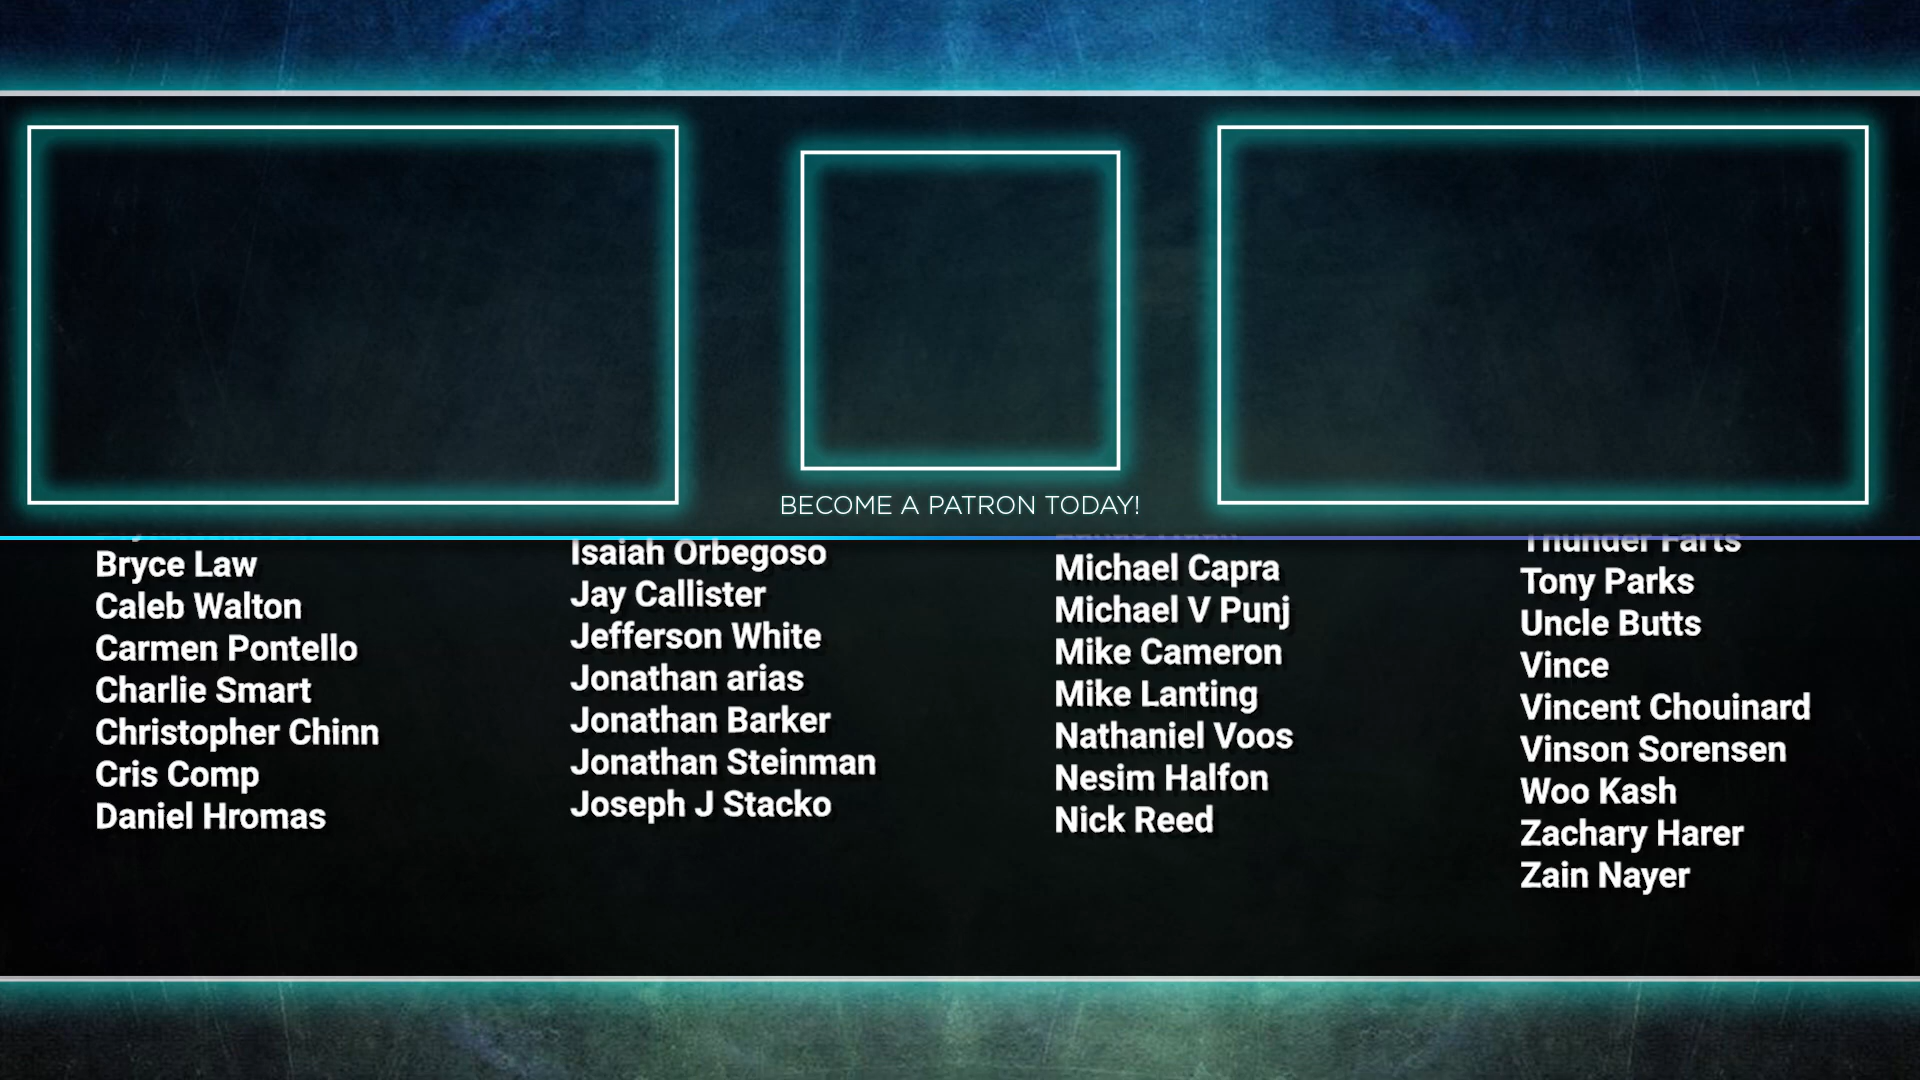 BECOME A PATRON TODAY!
Bryce Law
Caleb Walton
Carmen Pontello
Charlie Smart
Christopher Chinn
Cris Comp
Daniel Hromas
Isaiah Orbegoso
Jay Callister
Jefferson White
Jonathan arias
Jonathan Barker
Jonathan Steinman
Joseph J Stacko
Michael Capra
Michael V Punj
Mike Cameron
Mike Lanting
Nathaniel Voos
Nesim Halfon
Nick Reed
Thunder Farts
Tony Parks
Uncle Butts
Vince
Vincent Chouinard
Vinson Sorensen
Woo Kash
Zachary Harer
Zain Nayer